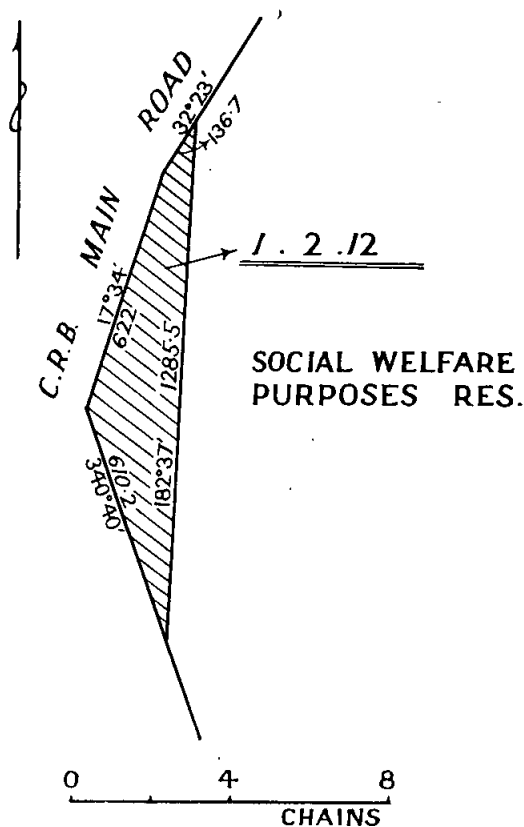 ROAD
32°23'
136·7
MAIN
1 . 2 . 12
17°34'
622
C.R.B.
1285·5
SOCIAL WELFARE
PURPOSES RES.
182°37'
610·2
340°40'
0 4 8
CHAINS